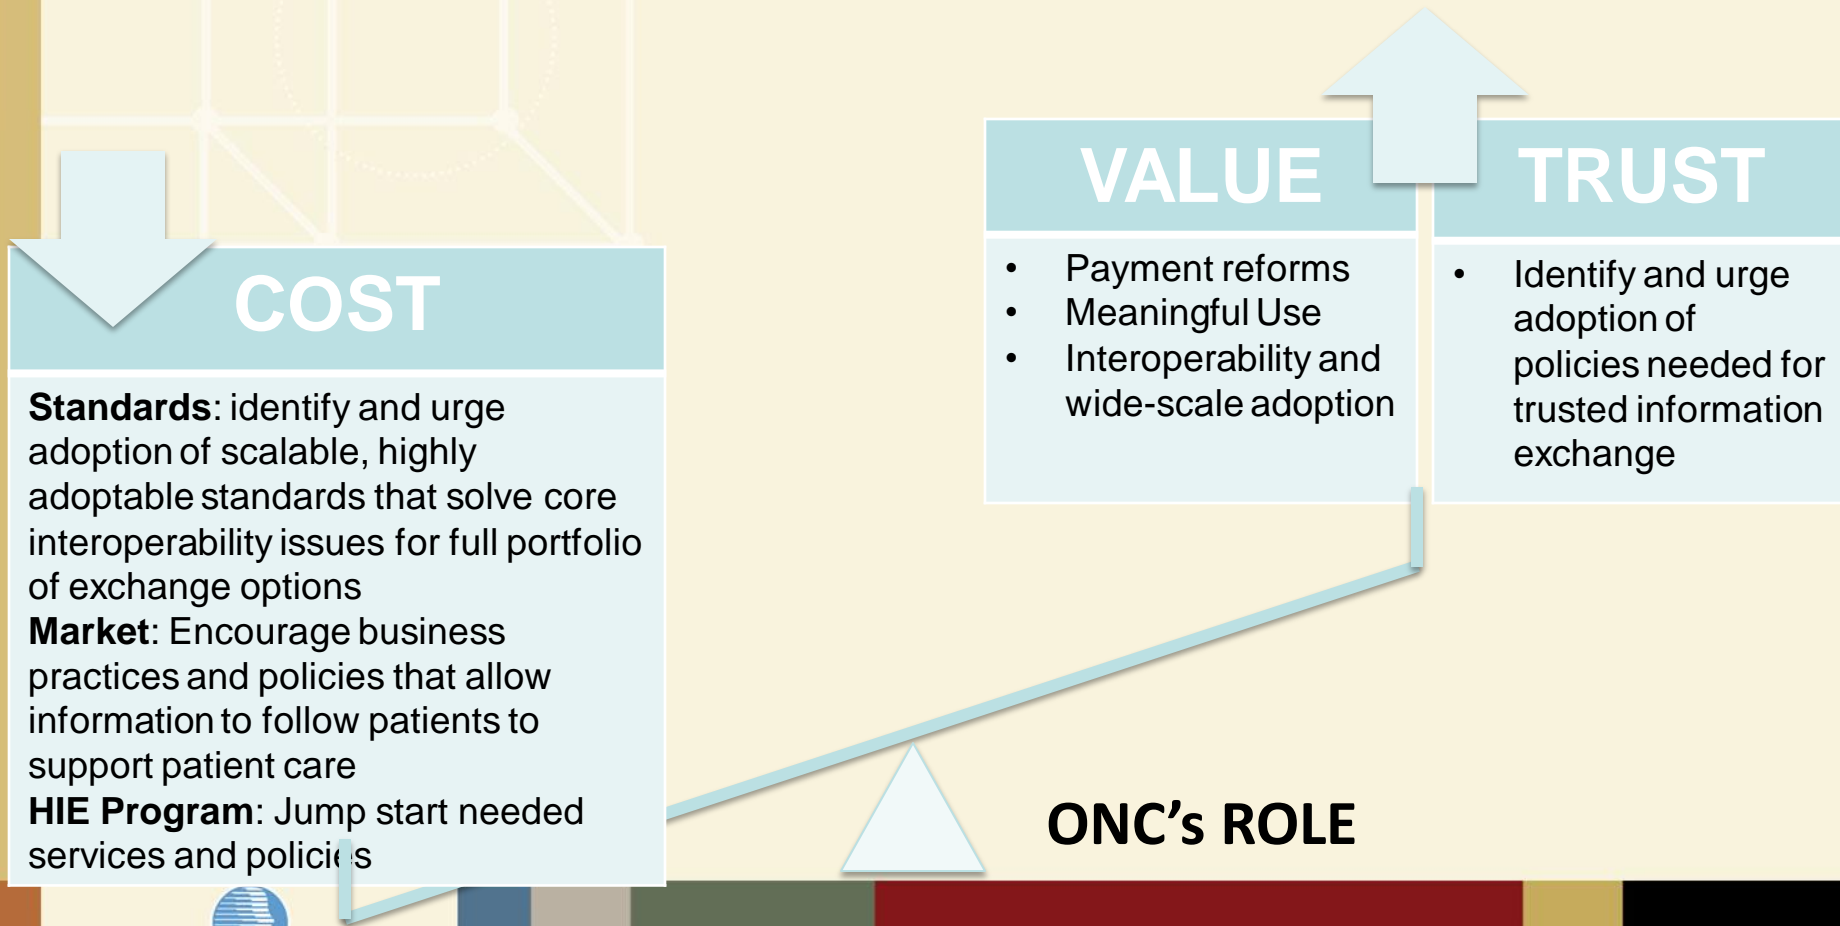 COST
Standards: identify and urge
adoption of scalable, highly
adoptable standards that solve core
interoperability issues for full portfolio
of exchange options
Market: Encourage business
practices and policies that allow
information to follow patients to
support patient care
HIE Program: Jump start needed
services and policies
VALUE
• Payment reforms
• Meaningful Use
• Interoperability and
wide-scale adoption
TRUST
• Identify and urge
adoption of
policies needed for
trusted information
exchange
ONC’s ROLE